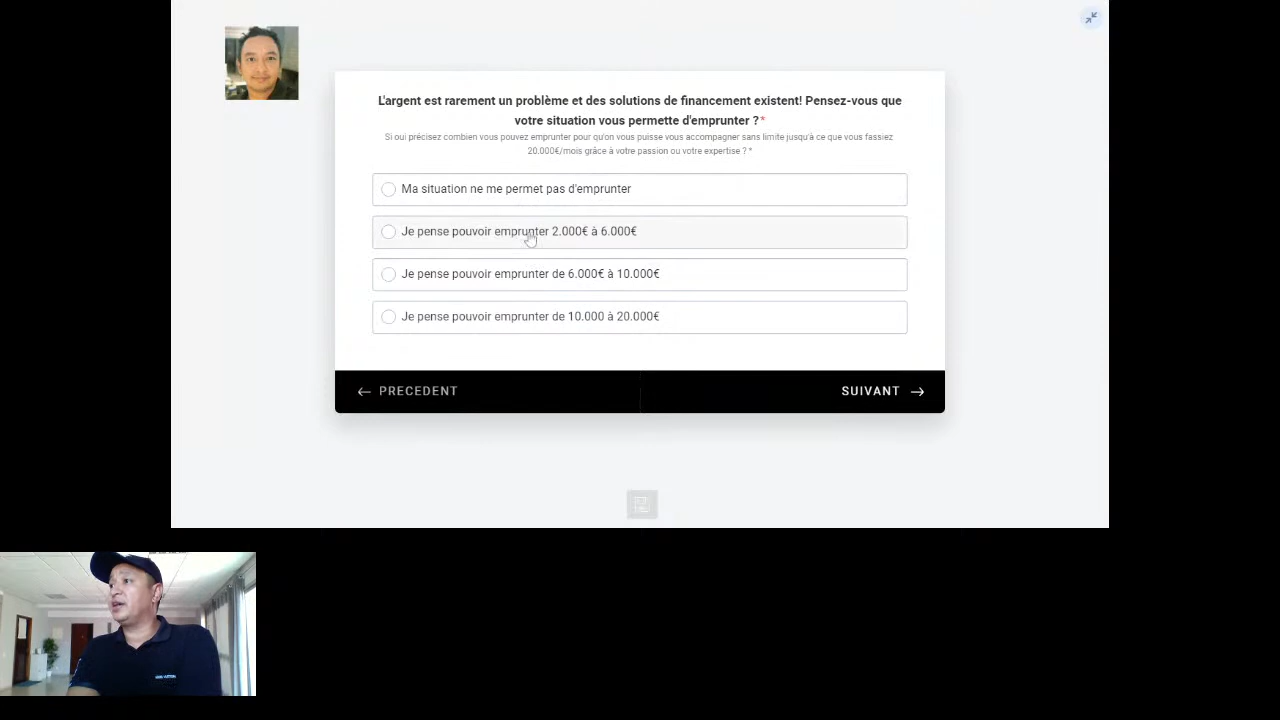 L'argent est rarement un problème et des solutions de financement existent! Pensez-vous que
votre situation vous permette d'emprunter ? *
Si oui précisez combien vous pouvez emprunter pour qu'on vous puisse vous accompagner sans limite jusqu'à ce que vous fassiez
20.000€/mois grâce à votre passion ou votre expertise ? *
Ma situation ne me permet pas d'emprunter
Je pense pouvoir emprunter 2.000€ à 6.000€
Je pense pouvoir emprunter de 6.000€ à 10.000€
Je pense pouvoir emprunter de 10.000 à 20.000€
← PRECEDENT
SUIVANT →